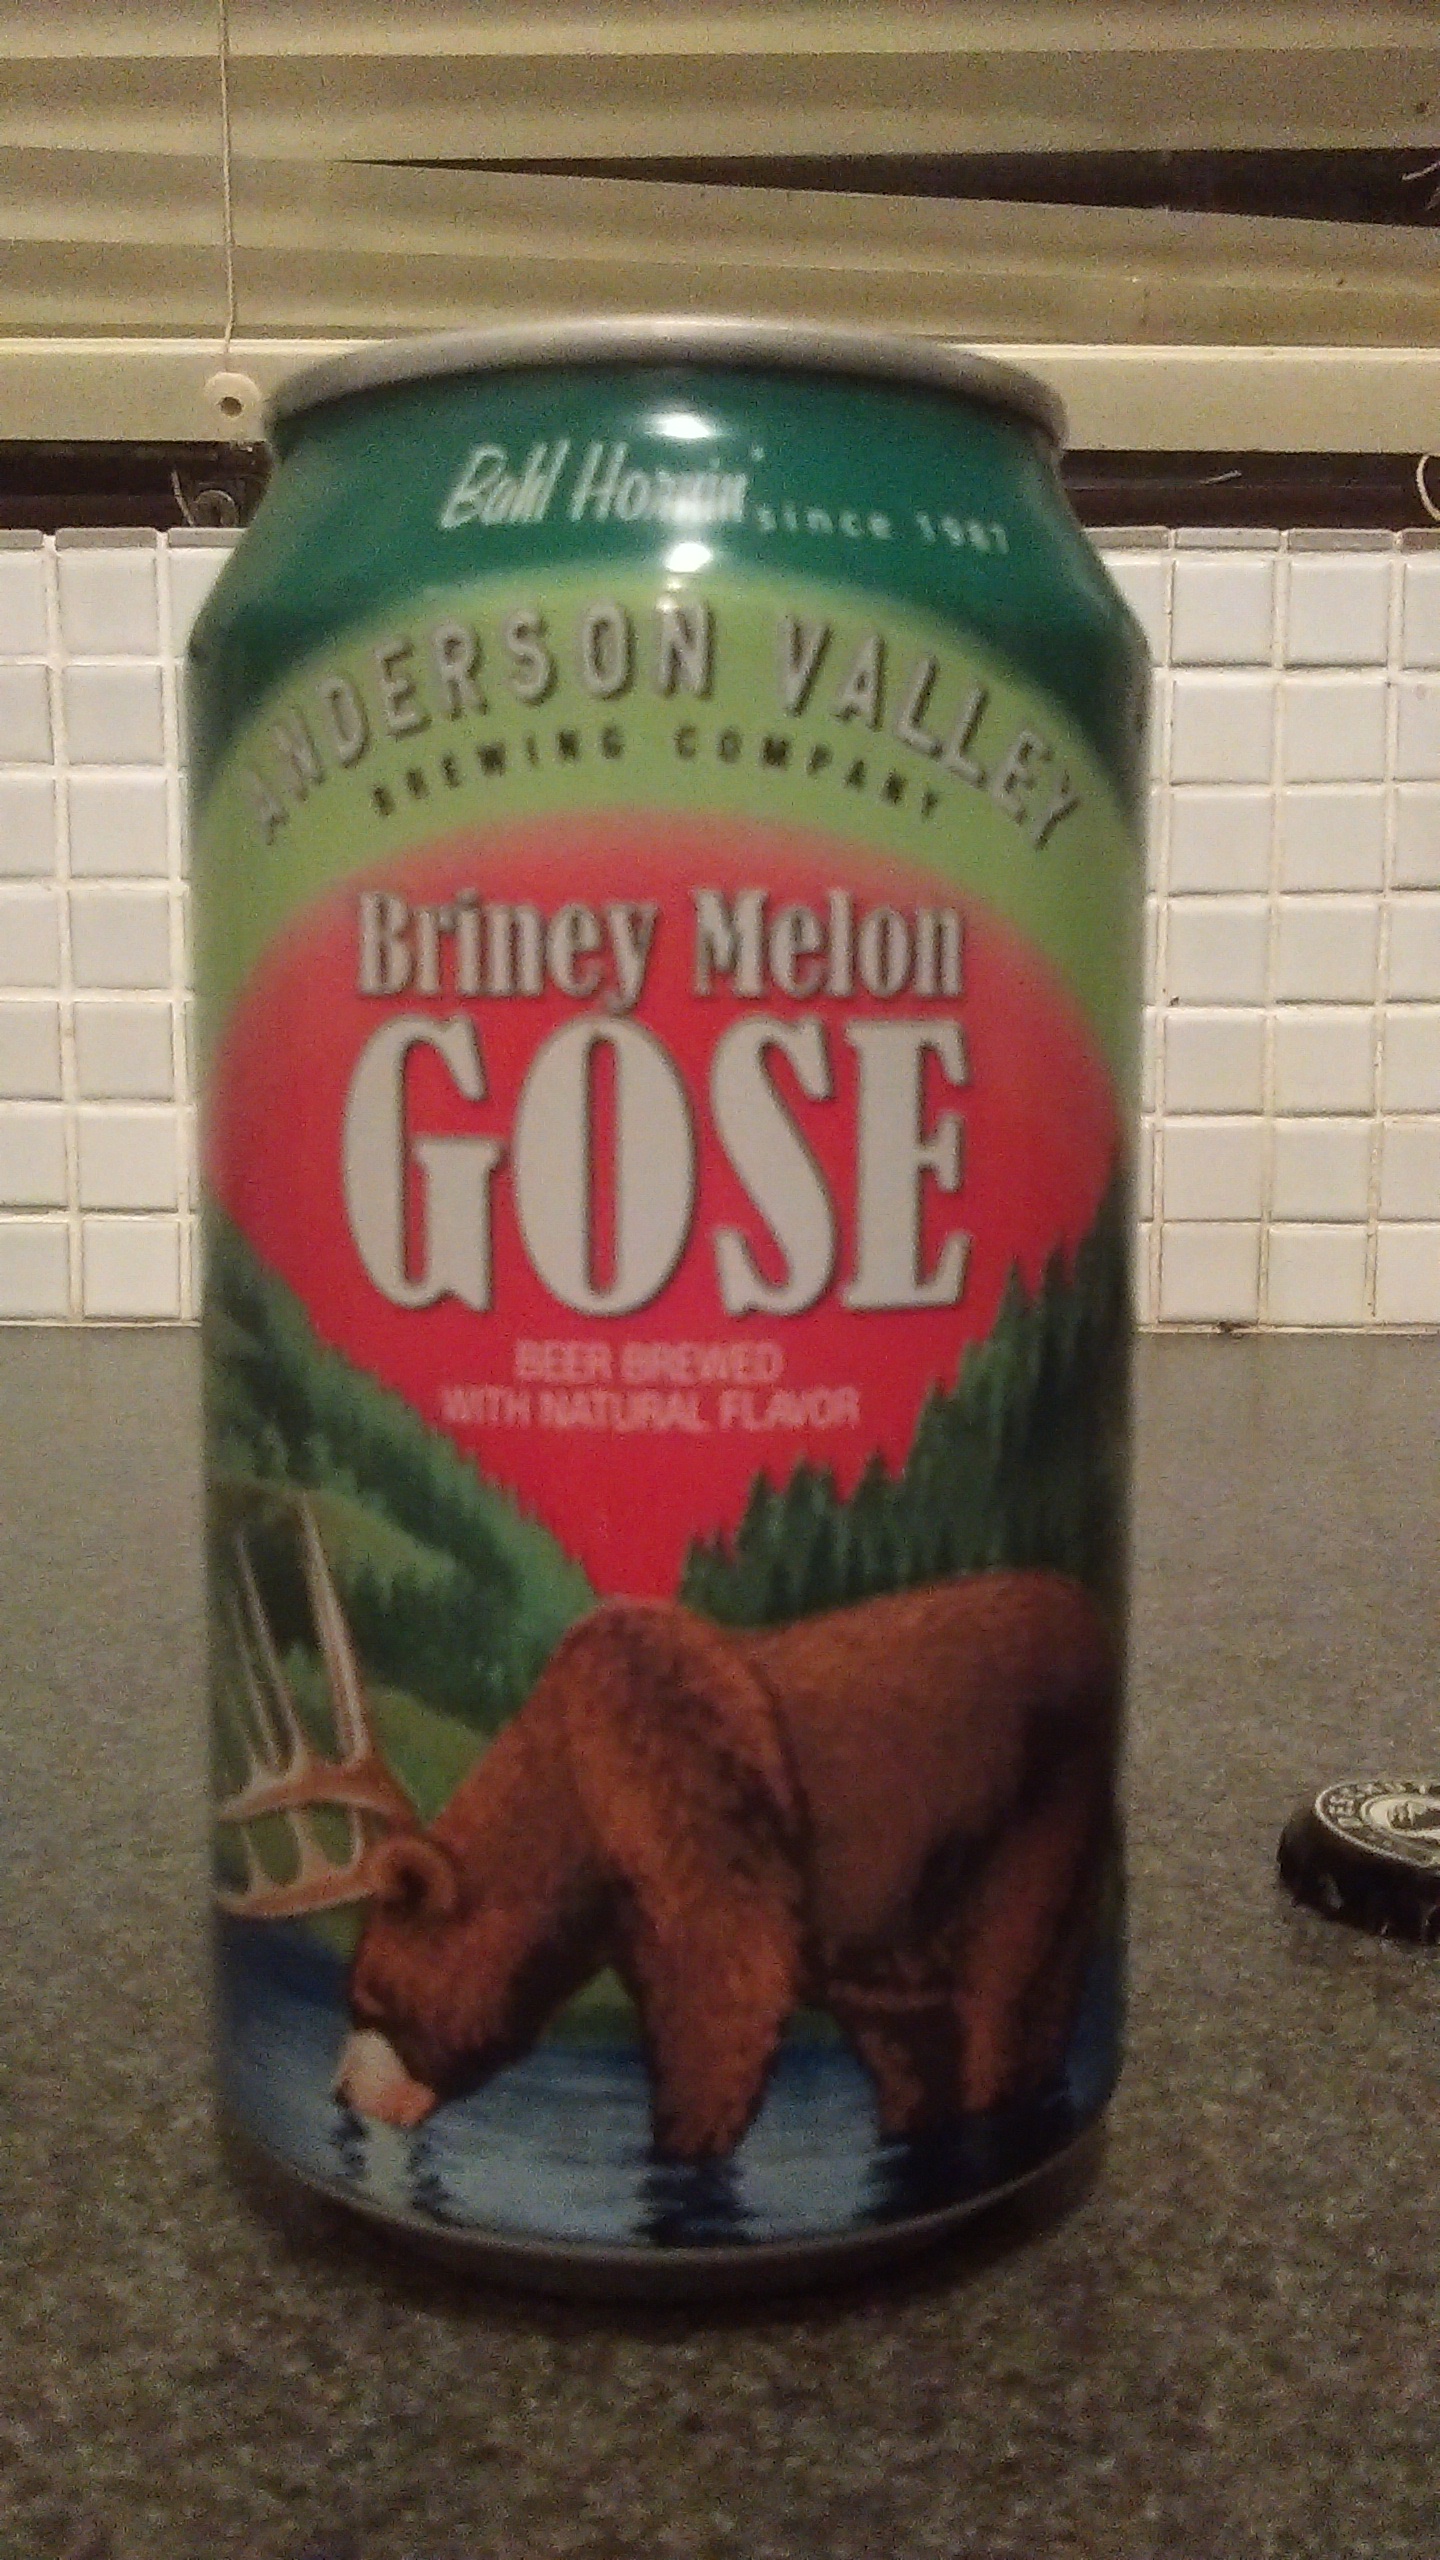 Bahl Hornin'
since 1987
ANDERSON VALLEY
BREWING COMPANY
Briney Melon
GOSE
BEER BREWED
WITH NATURAL FLAVOR